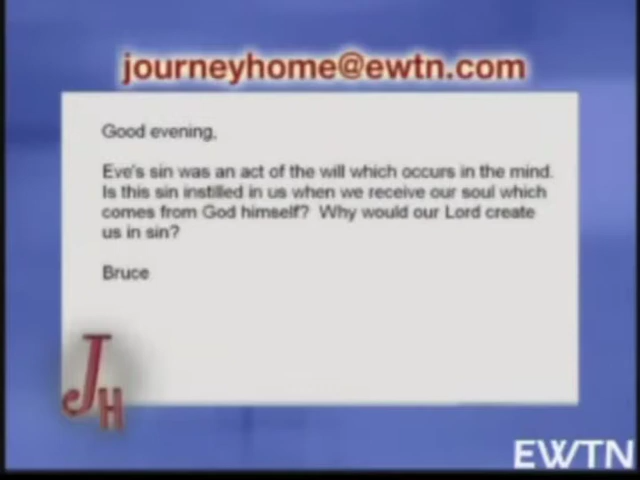 journeyhome@ewtn.com
Good evening,
Eve's sin was an act of the will which occurs in the mind.
Is this sin instilled in us when we receive our soul which
comes from God himself?  Why would our Lord create
us in sin?
Bruce
JH
EWTN